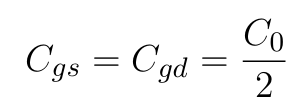 C_{gs} = C_{gd} = \frac{C_0}{2}